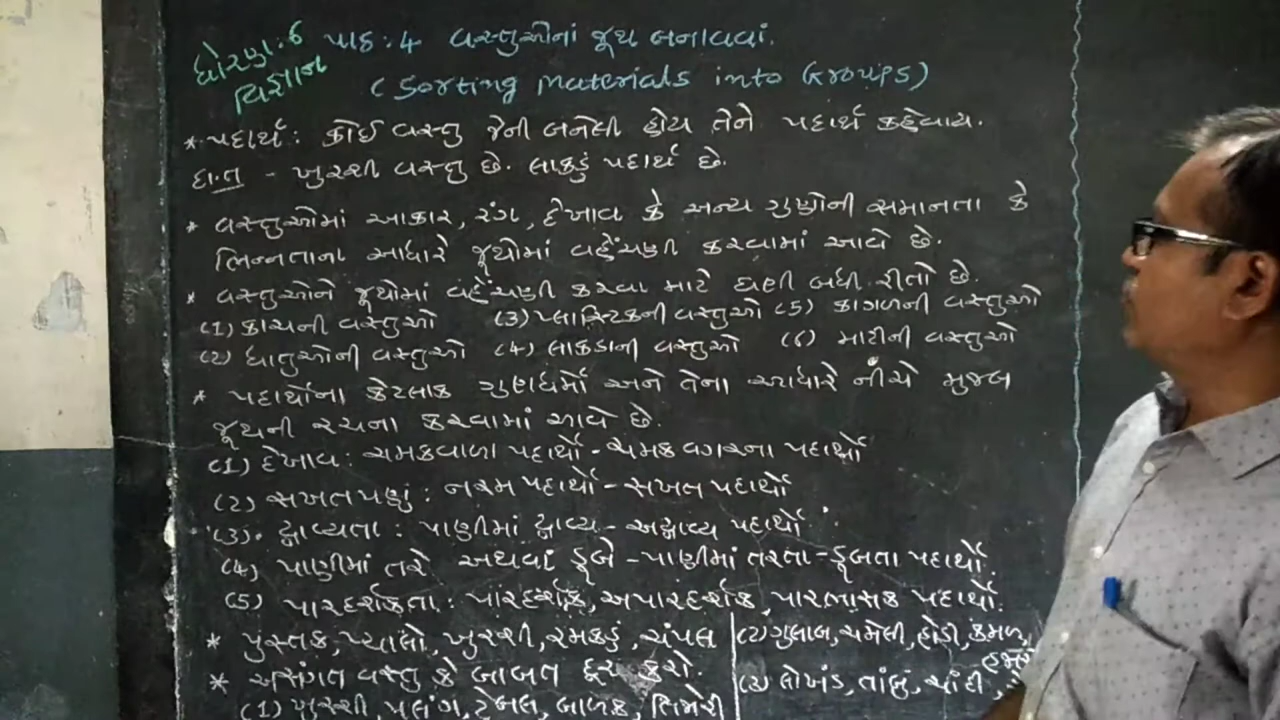 ધોરણ:6 પાઠ:4 વસ્તુઓનાં જૂથ બનાવવાં.
વિજ્ઞાન (Sorting Materials into Groups)
* પદાર્થ: કોઈ વસ્તુ જેની બનેલી હોય તેને પદાર્થ કહેવાય.
દા.ત - ખુરશી વસ્તુ છે. લાકડું પદાર્થ છે.
* વસ્તુઓમાં આકાર, રંગ, દેખાવ કે અન્ય ગુણોની સમાનતા કે
ભિન્નતાના આધારે જૂથોમાં વહેંચણી કરવામાં આવે છે.
* વસ્તુઓને જૂથોમાં વહેંચણી કરવા માટે ઘણી બધી રીતો છે.
(1) કાચની વસ્તુઓ (3) પ્લાસ્ટિકની વસ્તુઓ (5) કાગળની વસ્તુઓ
(2) ધાતુઓની વસ્તુઓ (4) લાકડાની વસ્તુઓ (6) માટીની વસ્તુઓ
* પદાર્થોના કેટલાક ગુણધર્મો અને તેના આધારે નીચે મુજબ
જૂથની રચના કરવામાં આવે છે.
(1) દેખાવ: ચમકવાળા પદાર્થો - ચમક વગરના પદાર્થો
(2) સખતપણું: નરમ પદાર્થો - સખત પદાર્થો
(3). દ્રાવ્યતા: પાણીમાં દ્રાવ્ય - અદ્રાવ્ય પદાર્થો.
(4) પાણીમાં તરે અથવા ડૂબે - પાણીમાં તરતા - ડૂબતા પદાર્થો.
(5) પારદર્શકતા: પારદર્શક, અપારદર્શક, પારભાસક પદાર્થો.
* પુસ્તક, પ્યાલો, ખુરશી, રમકડું, ચંપલ
* અસંગત વસ્તુ કે બાબત દૂર કરો.
(1) ખુરશી, પલંગ, ટેબલ, બાળક, તિજોરી
(2) ગુલાબ, ચમેલી, હોડી, કમળ,
(3) લોખંડ, તાંબું, ચાંદી,